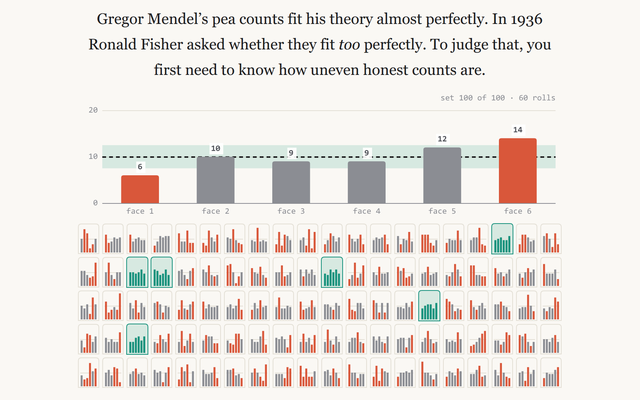 Gregor Mendel’s pea counts fit his theory almost perfectly. In 1936
Ronald Fisher asked whether they fit too perfectly. To judge that, you
first need to know how uneven honest counts are.
set 100 of 100 · 60 rolls
20
10
0
6
10
9
9
12
14
face 1
face 2
face 3
face 4
face 5
face 6